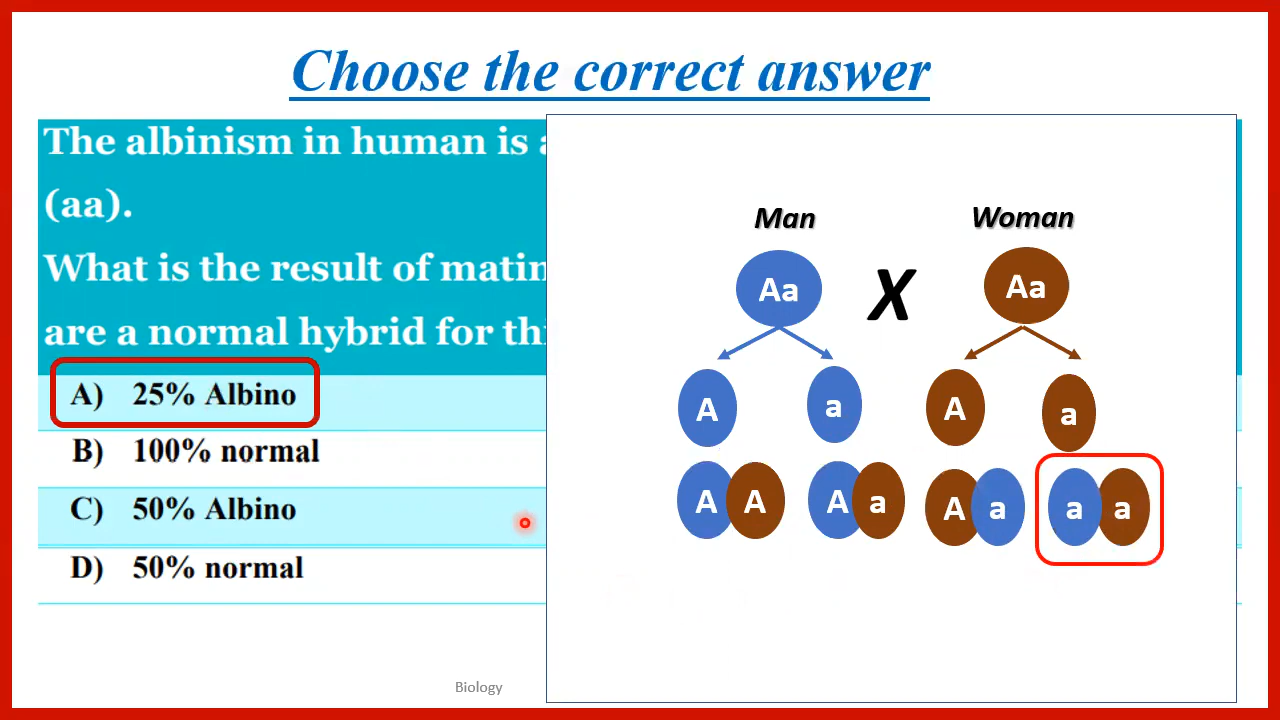 Choose the correct answer
The albinism in human is a
(aa).
What is the result of matin
are a normal hybrid for thi
A) 25% Albino
B) 100% normal
C) 50% Albino
D) 50% normal
Man Woman
Aa X Aa
A a A a
A A A a A a a a
Biology